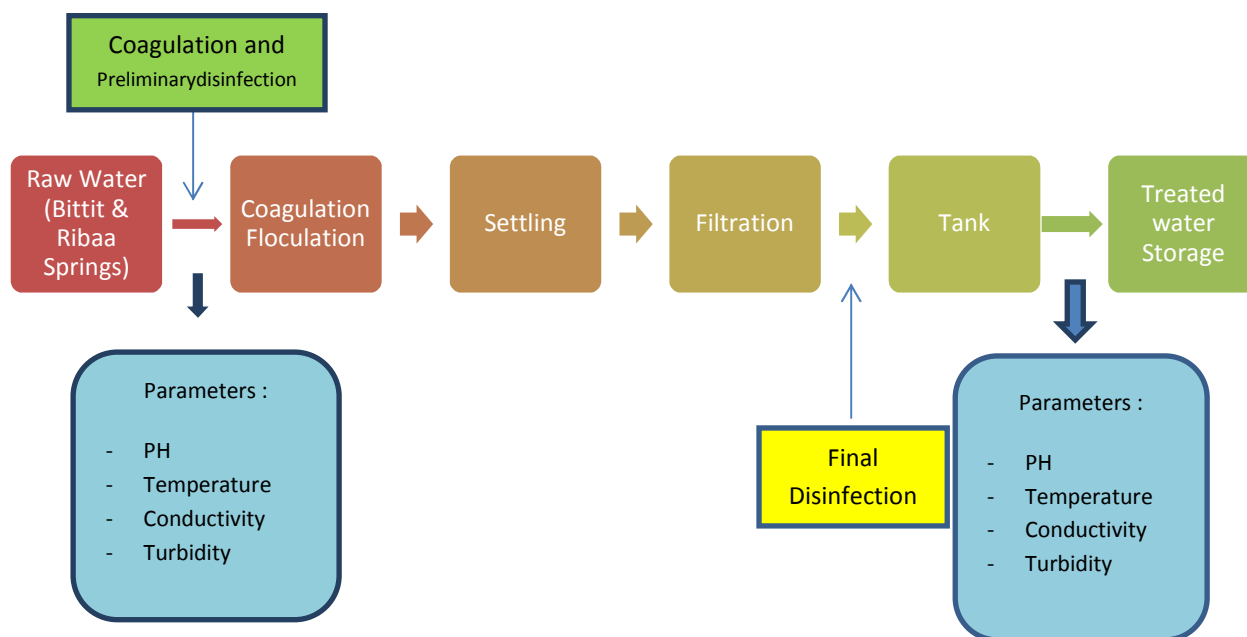 Coagulation and
Preliminarydisinfection
Raw Water
(Bittit &
Ribaa
Springs)
Coagulation
Floculation
Settling
Filtration
Tank
Treated
water
Storage
Parameters :
- PH
- Temperature
- Conductivity
- Turbidity
Final
Disinfection
Parameters :
- PH
- Temperature
- Conductivity
- Turbidity